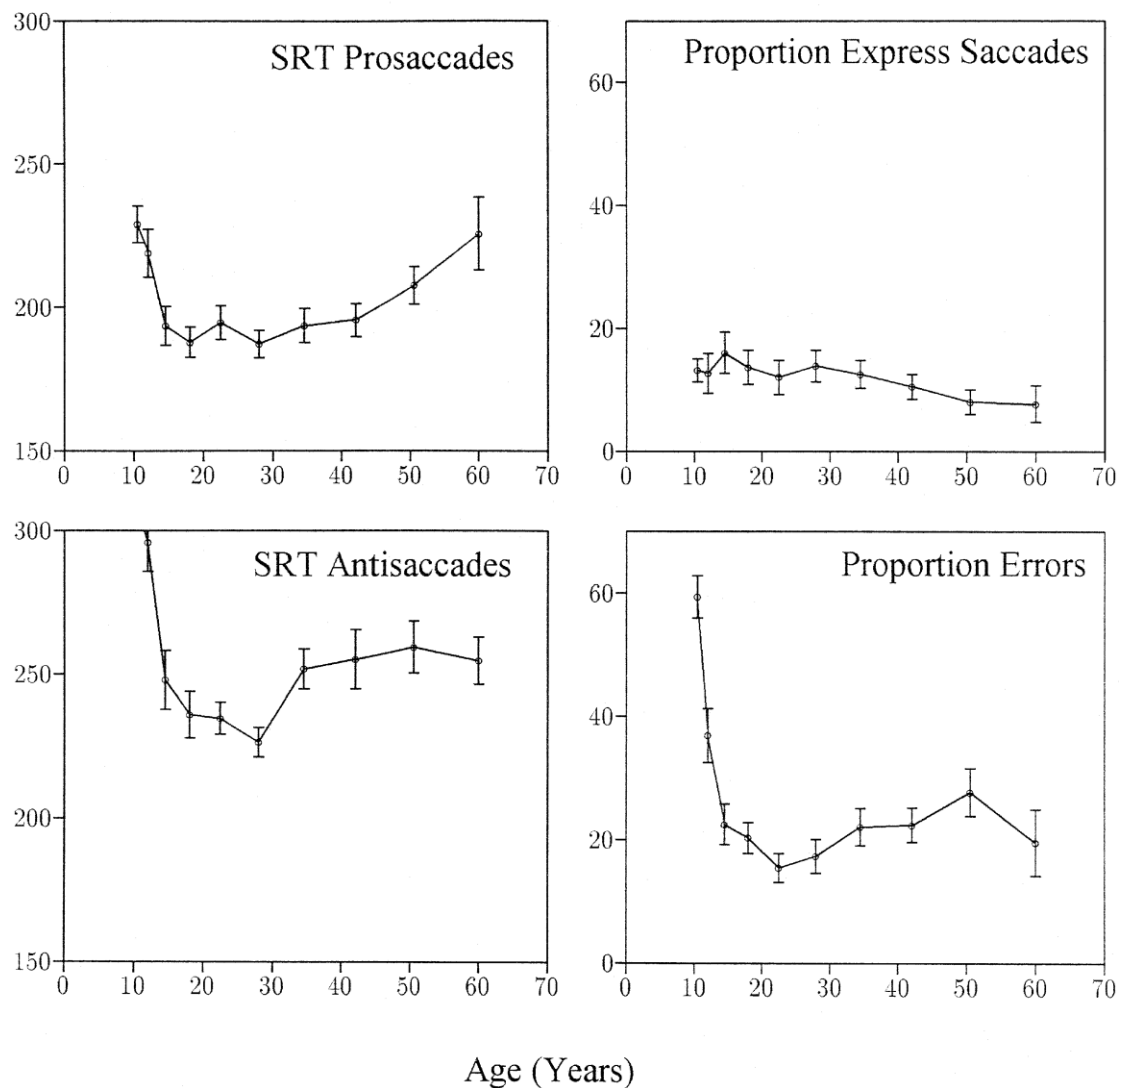 SRT Prosaccades
300
250
200
150
0 10 20 30 40 50 60 70
Proportion Express Saccades
60
40
20
0
0 10 20 30 40 50 60 70
SRT Antisaccades
300
250
200
150
0 10 20 30 40 50 60 70
Proportion Errors
60
40
20
0
0 10 20 30 40 50 60 70
Age (Years)